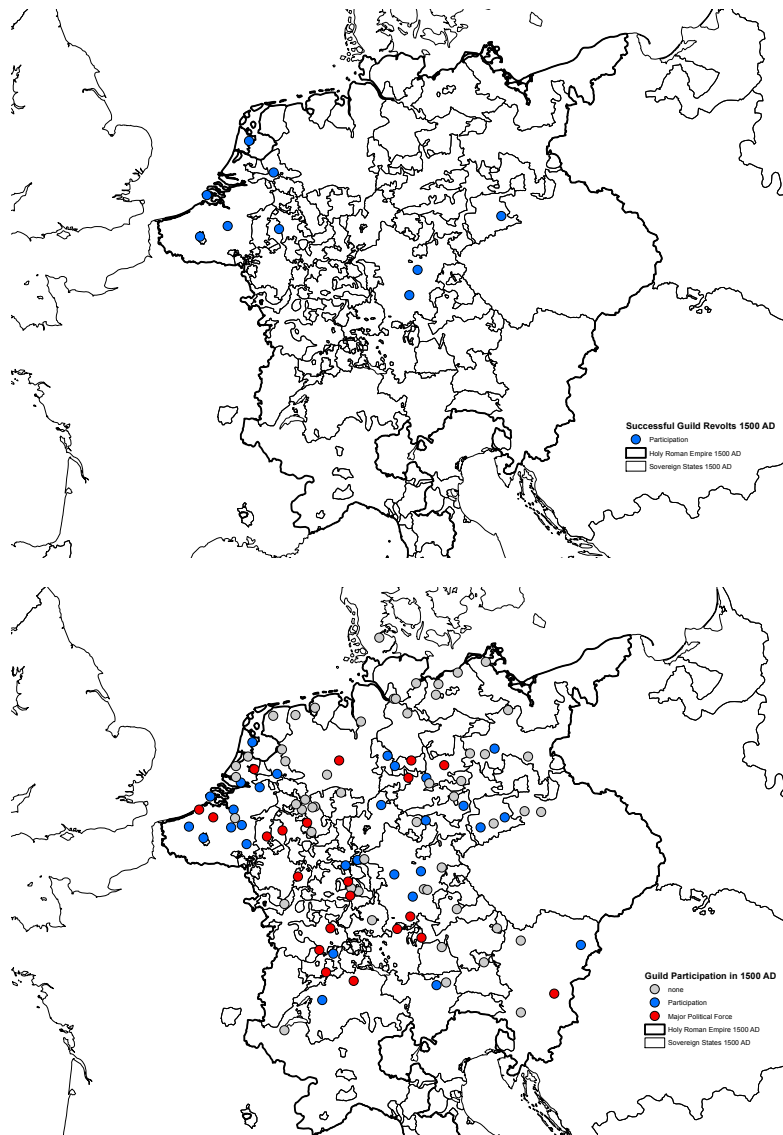 Successful Guild Revolts 1500 AD
Participation
Holy Roman Empire 1500 AD
Sovereign States 1500 AD
Guild Participation in 1500 AD
none
Participation
Major Political Force
Holy Roman Empire 1500 AD
Sovereign States 1500 AD